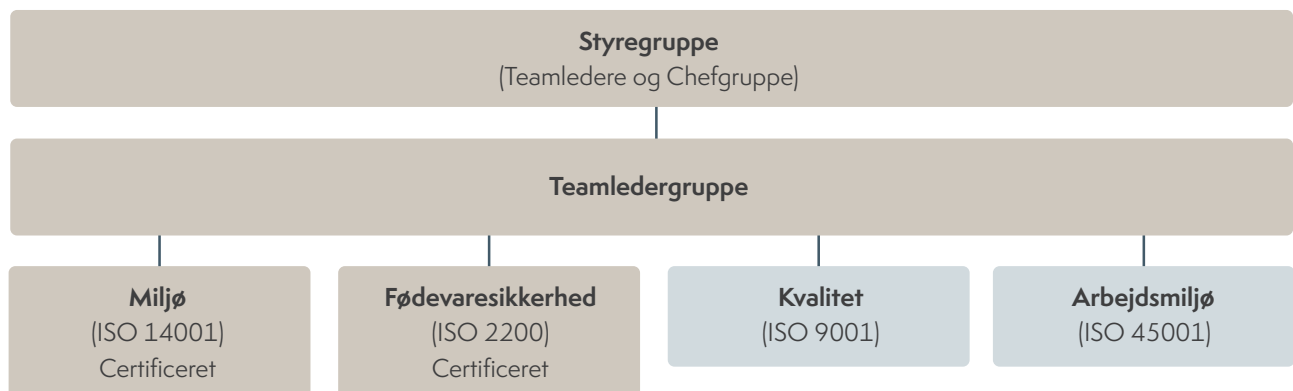 Styregruppe
(Teamledere og Chefgruppe)
Teamledergruppe
Miljø
(ISO 14001)
Certificeret
Fødevaresikkerhed
(ISO 2200)
Certificeret
Kvalitet
(ISO 9001)
Arbejdsmiljø
(ISO 45001)